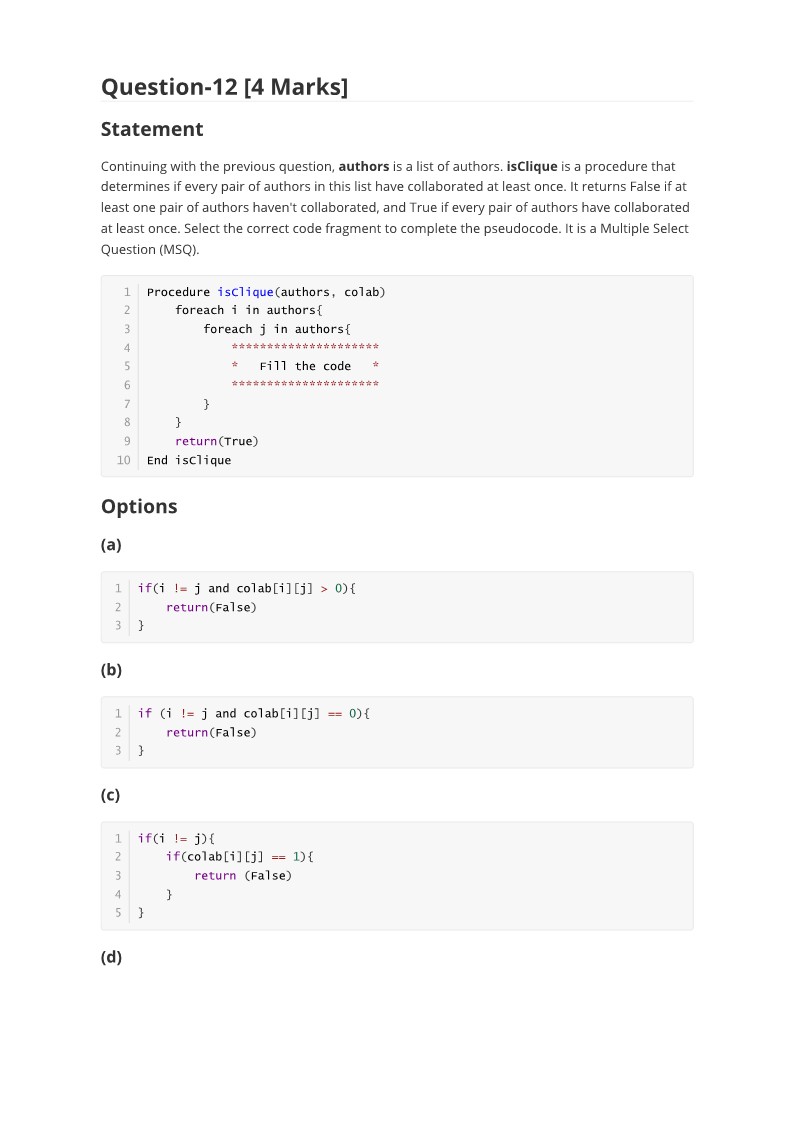 Question-12 [4 Marks]
Statement
Continuing with the previous question, authors is a list of authors. isClique is a procedure that
determines if every pair of authors in this list have collaborated at least once. It returns False if at
least one pair of authors haven't collaborated, and True if every pair of authors have collaborated
at least once. Select the correct code fragment to complete the pseudocode. It is a Multiple Select
Question (MSQ).
1 Procedure isClique(authors, colab)
2     foreach i in authors{
3         foreach j in authors{
4             *********************
5             *   Fill the code   *
6             *********************
7         }
8     }
9     return(True)
10 End isClique
Options
(a)
1 if(i != j and colab[i][j] > 0){
2     return(False)
3 }
(b)
1 if (i != j and colab[i][j] == 0){
2     return(False)
3 }
(c)
1 if(i != j){
2     if(colab[i][j] == 1){
3         return (False)
4     }
5 }
(d)